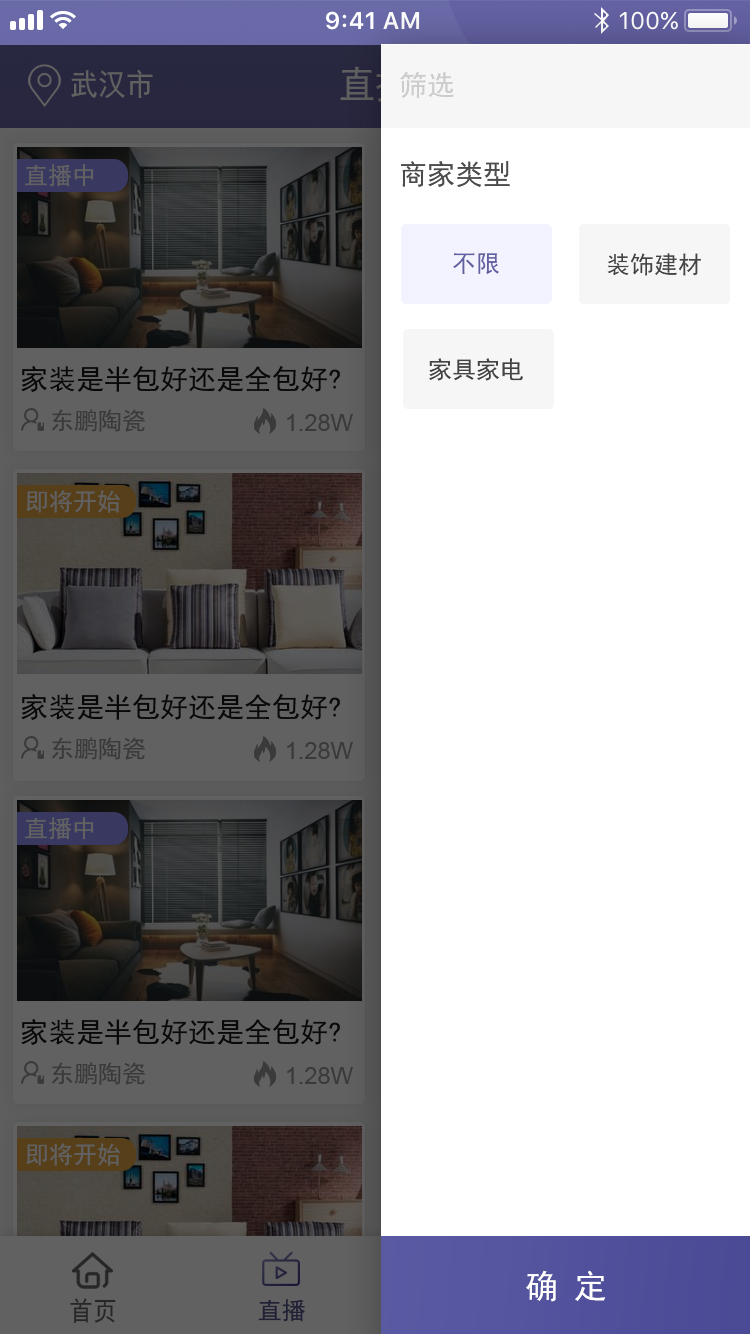 9:41 AM
100%
武汉市
直播
筛选
商家类型
不限
装饰建材
家具家电
直播中
家装是半包好还是全包好?
东鹏陶瓷
1.28W
即将开始
家装是半包好还是全包好?
东鹏陶瓷
1.28W
直播中
家装是半包好还是全包好?
东鹏陶瓷
1.28W
即将开始
首页
直播
确 定